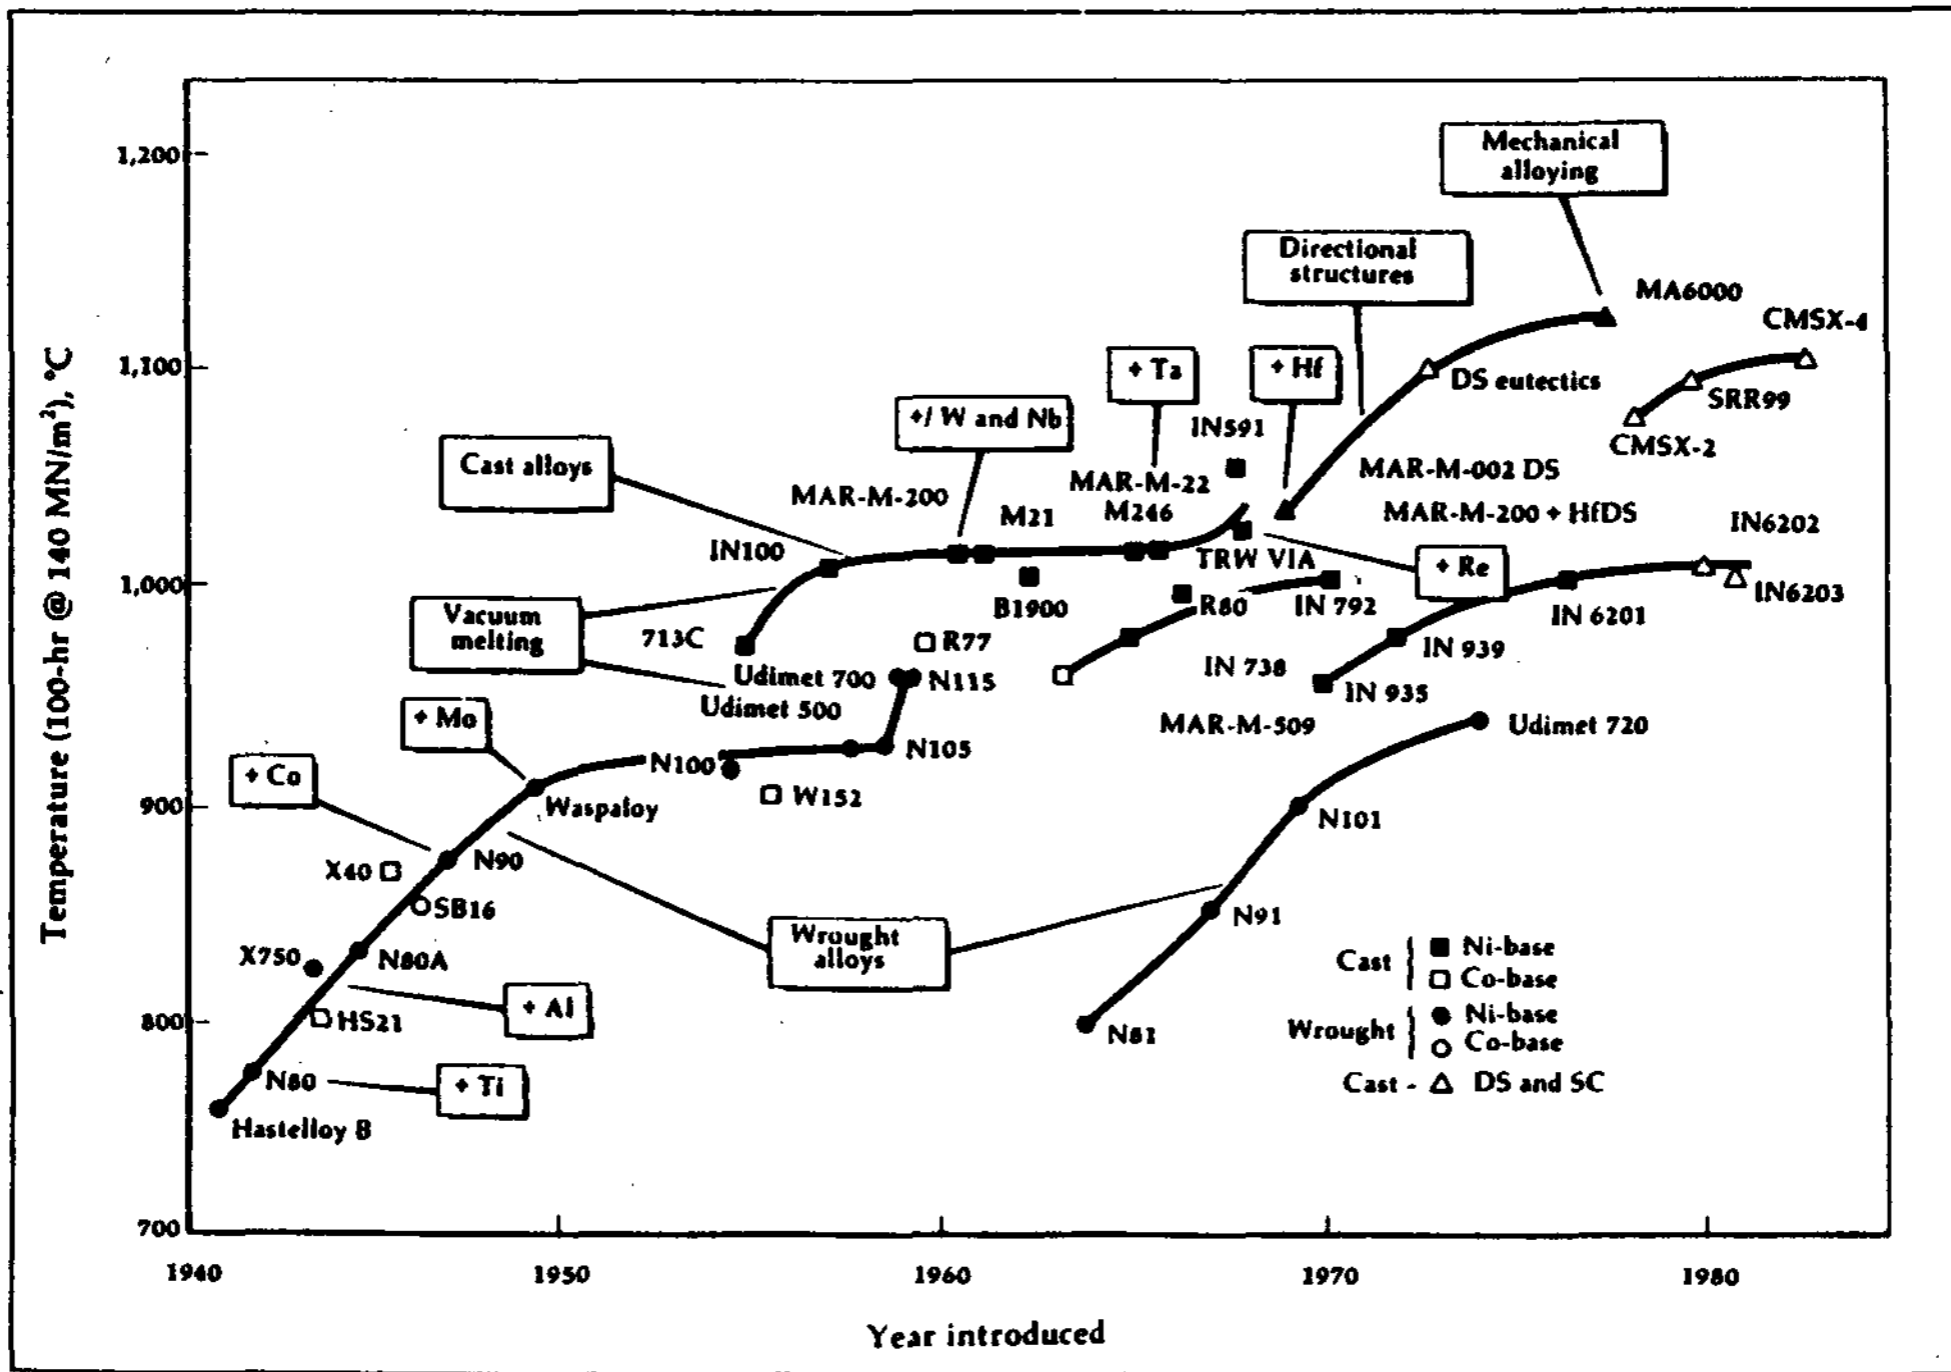 Mechanical
alloying
1,200
Directional
structures
MA6000
CMSX-4
1,100
+ Ta
+ Hf
DS eutectics
SRR99
+/ W and Nb
IN591
CMSX-2
Cast alloys
MAR-M-200
MAR-M-22
MAR-M-002 DS
M21
M246
MAR-M-200 + HfDS
IN6202
IN100
TRW VIA
+ Re
1,000
B1900
R80
IN 792
IN 6201
IN6203
Vacuum
melting
713C
R77
IN 738
IN 939
Udimet 700
N115
IN 935
Udimet 500
+ Mo
MAR-M-509
Udimet 720
N100
N105
+ Co
900
Waspaloy
W152
N101
X40
N90
SB16
N91
Wrought
alloys
X750
N80A
Cast
Ni-base
Co-base
+ Al
800
HS21
N81
Wrought
Ni-base
Co-base
N80
+ Ti
Cast - DS and SC
Hastelloy B
700
Temperature (100-hr @ 140 MN/m²), °C
1940 1950 1960 1970 1980
Year introduced